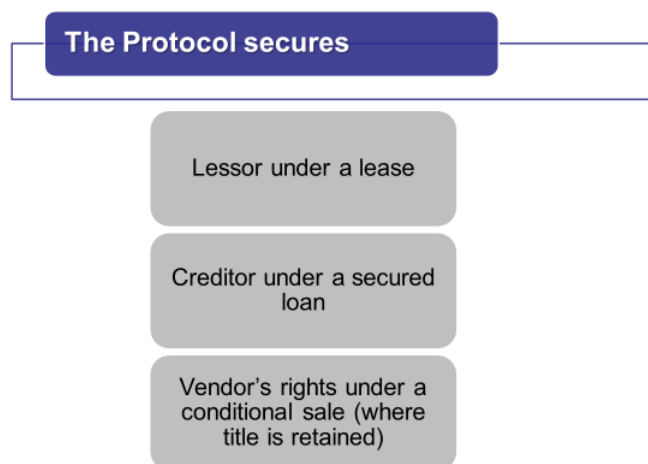 The Protocol secures
Lessor under a lease
Creditor under a secured
loan
Vendor's rights under a
conditional sale (where
title is retained)